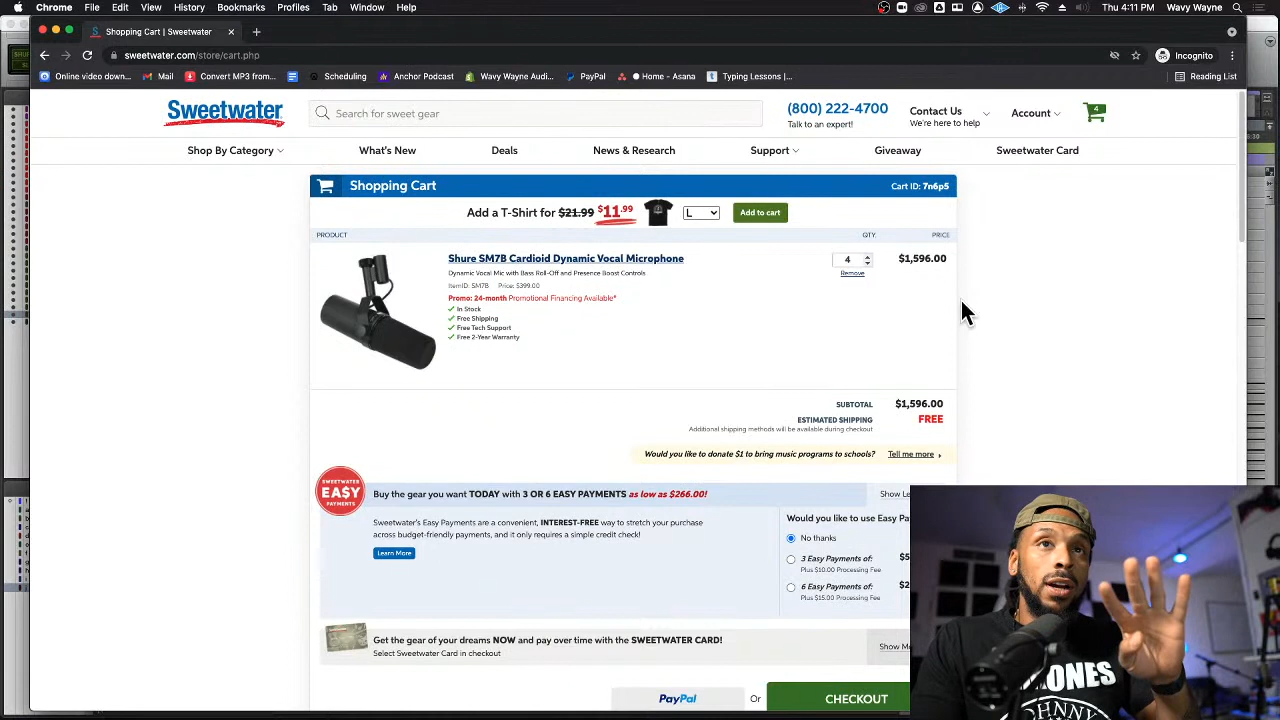 Chrome File Edit View History Bookmarks Profiles Tab Window Help
Thu 4:11 PM Wavy Wayne
Shopping Cart | Sweetwater
sweetwater.com/store/cart.php
Incognito
Online video down... Mail Convert MP3 from... Scheduling Anchor Podcast Wavy Wayne Audi... PayPal Home - Asana Typing Lessons |... Reading List
Sweetwater
Search for sweet gear
(800) 222-4700
Talk to an expert!
Contact Us
We're here to help
Account
4
Shop By Category What's New Deals News & Research Support Giveaway Sweetwater Card
Shopping Cart
Cart ID: 7n6p5
Add a T-Shirt for $21.99 $11.99 L Add to cart
PRODUCT QTY. PRICE
Shure SM7B Cardioid Dynamic Vocal Microphone 4 $1,596.00
Dynamic Vocal Mic with Bass Roll-Off and Presence Boost Controls Remove
ItemID: SM7B Price: $399.00
Promo: 24-month Promotional Financing Available*
In Stock
Free Shipping
Free Tech Support
Free 2-Year Warranty
SUBTOTAL $1,596.00
ESTIMATED SHIPPING FREE
Additional shipping methods will be available during checkout
Would you like to donate $1 to bring music programs to schools? Tell me more
SWEETWATER
EA$Y
PAYMENTS
Buy the gear you want TODAY with 3 OR 6 EASY PAYMENTS as low as $266.00! Show Le
Sweetwater's Easy Payments are a convenient, INTEREST-FREE way to stretch your purchase
across budget-friendly payments, and it only requires a simple credit check!
Learn More
Would you like to use Easy Pa
No thanks
3 Easy Payments of: $5
Plus $10.00 Processing Fee
6 Easy Payments of: $2
Plus $15.00 Processing Fee
Get the gear of your dreams NOW and pay over time with the SWEETWATER CARD! Show Mo
Select Sweetwater Card in checkout
PayPal Or CHECKOUT
MONES
JOHNNY